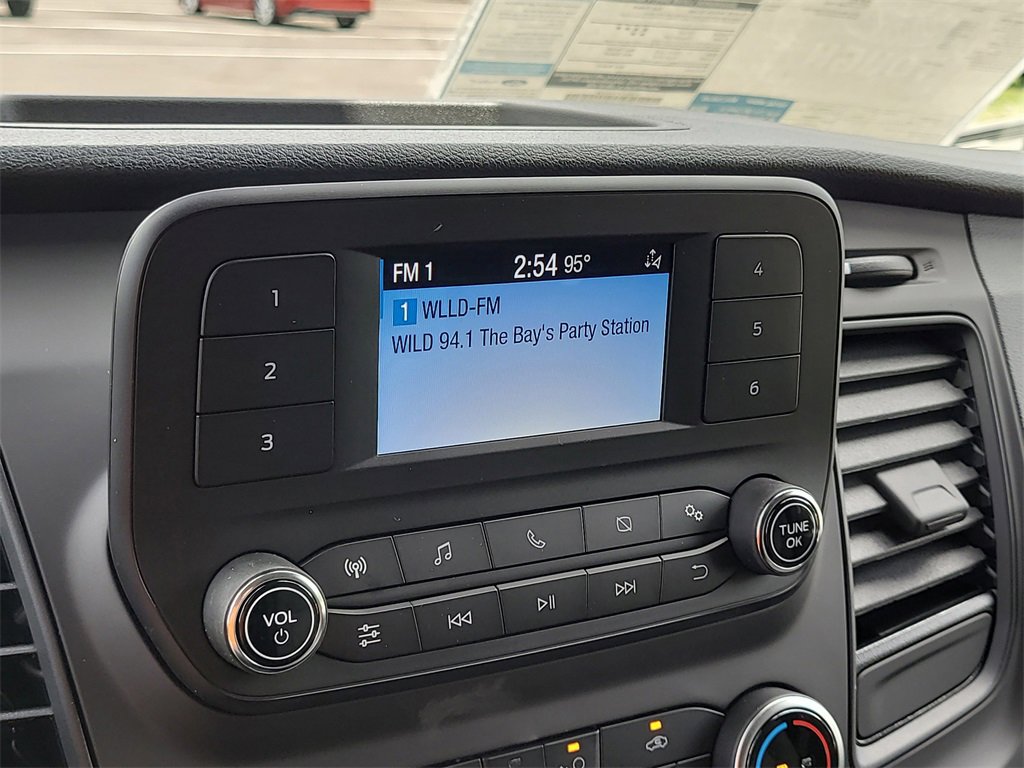 FM 1 2:54 95°
1 WLLD-FM
WILD 94.1 The Bay's Party Station
1
2
3
4
5
6
VOL
TUNE
OK